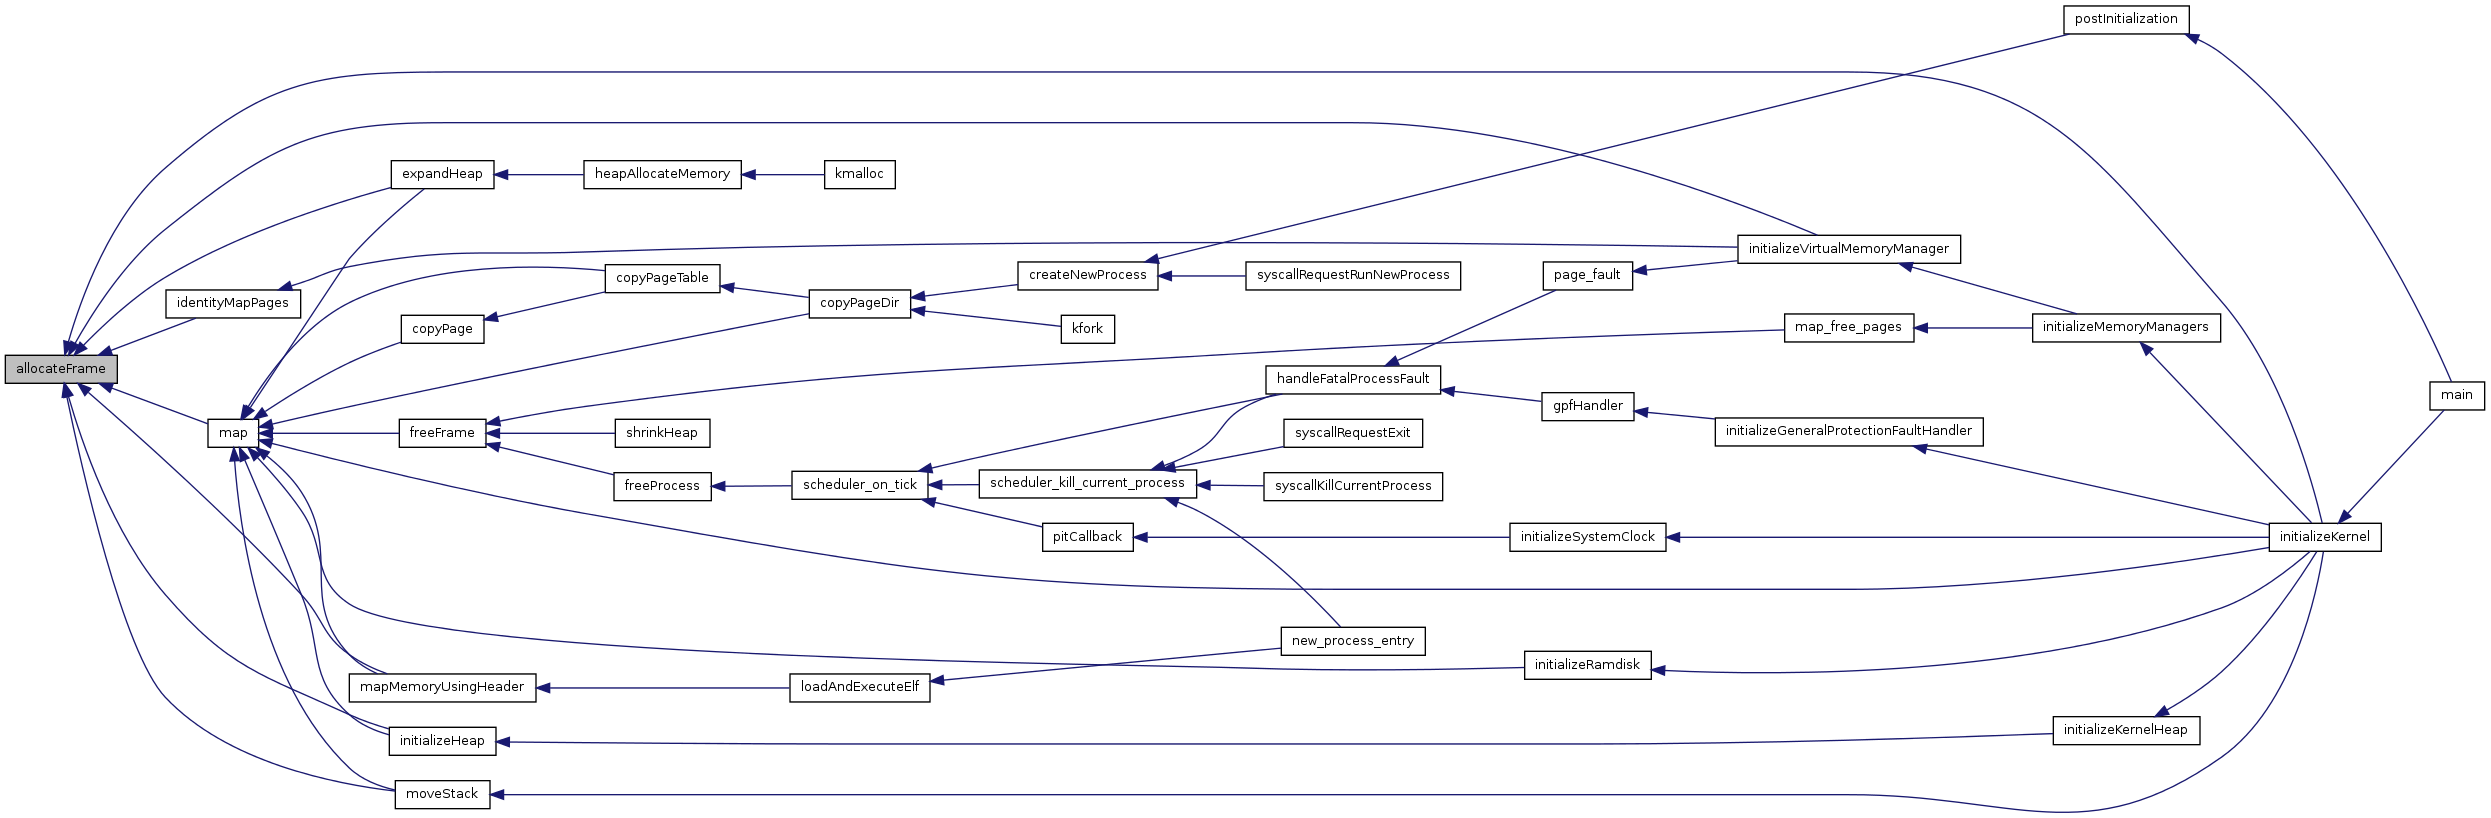 postInitialization
expandHeap
heapAllocateMemory
kmalloc
initializeVirtualMemoryManager
copyPageTable
createNewProcess
syscallRequestRunNewProcess
page_fault
identityMapPages
copyPageDir
copyPage
kfork
map_free_pages
initializeMemoryManagers
allocateFrame
handleFatalProcessFault
main
gpfHandler
map
freeFrame
shrinkHeap
syscallRequestExit
initializeGeneralProtectionFaultHandler
freeProcess
scheduler_on_tick
scheduler_kill_current_process
syscallKillCurrentProcess
pitCallback
initializeSystemClock
initializeKernel
new_process_entry
initializeRamdisk
mapMemoryUsingHeader
loadAndExecuteElf
initializeKernelHeap
initializeHeap
moveStack